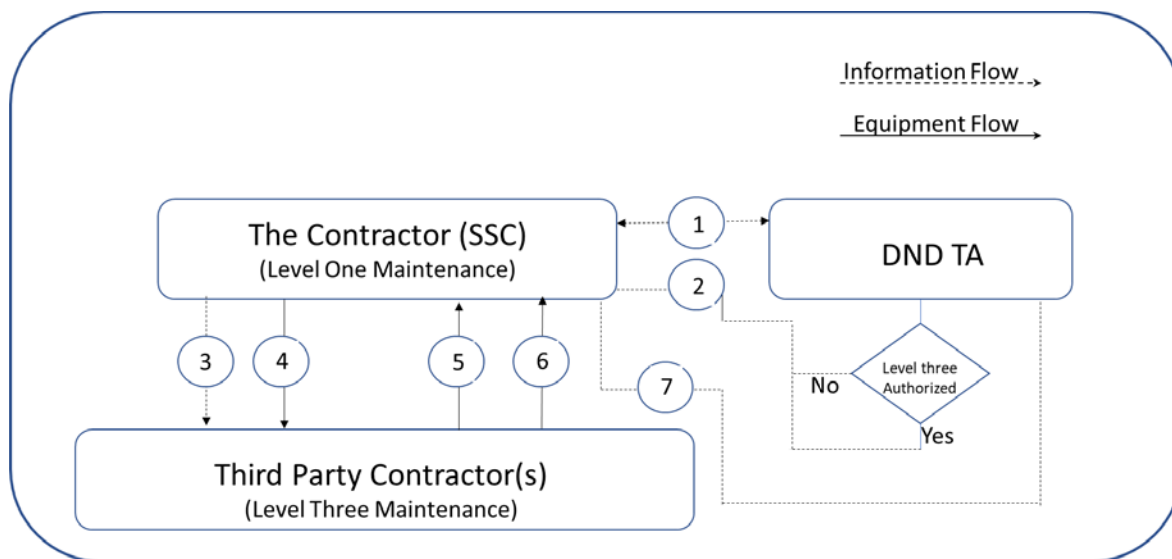 Information Flow
Equipment Flow
The Contractor (SSC)
(Level One Maintenance)
1
DND TA
2
3
4
5
6
7
Level three
Authorized
No
Yes
Third Party Contractor(s)
(Level Three Maintenance)